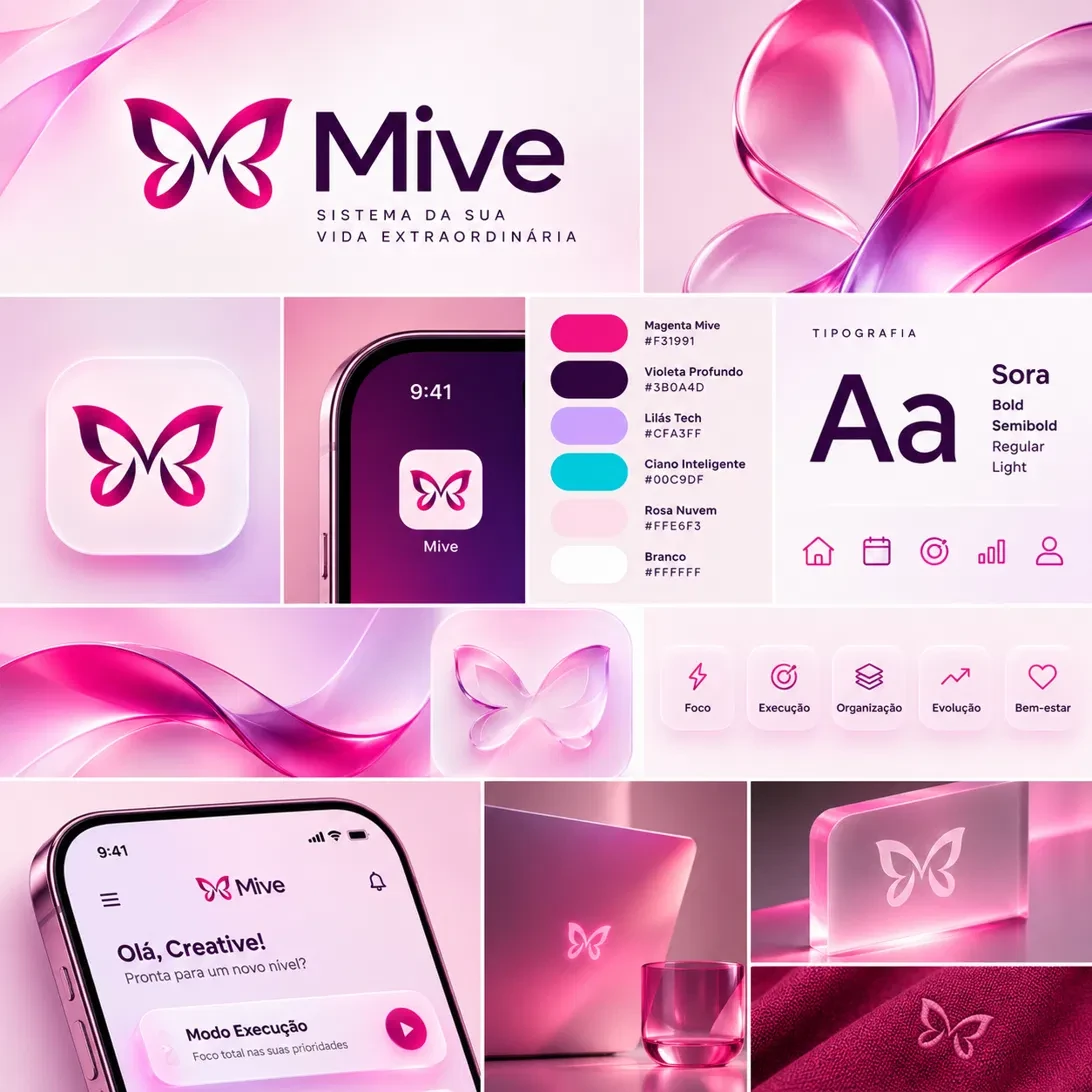 Mive
SISTEMA DA SUA
VIDA EXTRAORDINÁRIA
9:41
Mive
Magenta Mive
#F31991
Violeta Profundo
#3B0A4D
Lilás Tech
#CFA3FF
Ciano Inteligente
#00C9DF
Rosa Nuvem
#FFE6F3
Branco
#FFFFFF
TIPOGRAFIA
Aa
Sora
Bold
Semibold
Regular
Light
Foco
Execução
Organização
Evolução
Bem-estar
9:41
Mive
Olá, Creative!
Pronta para um novo nível?
Modo Execução
Foco total nas suas prioridades